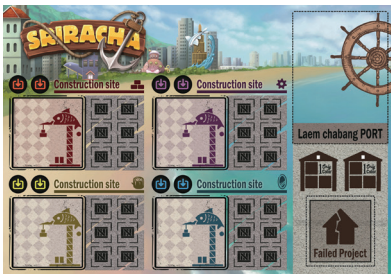 SRIRACHA
Construction site
Construction site
Laem chabang PORT
Construction site
Construction site
Failed Project